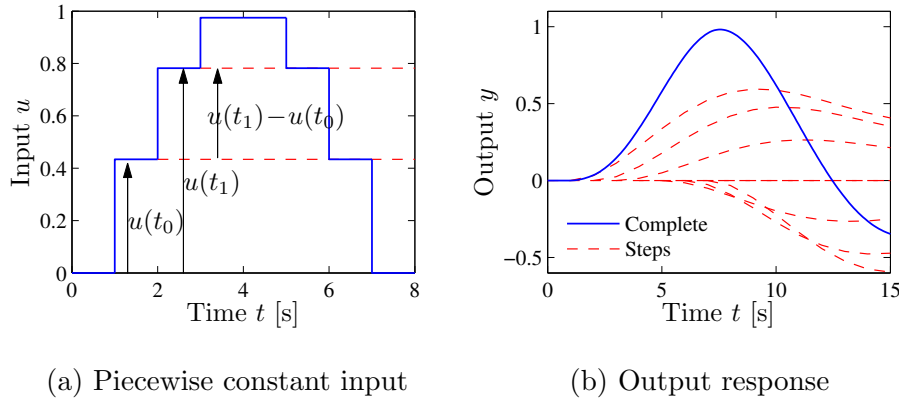 1
0.8
0.6
0.4
0.2
0
Input u
u(t₁)−u(t₀)
u(t₁)
u(t₀)
0 2 4 6 8
Time t [s]
(a) Piecewise constant input
1
0.5
0
−0.5
Output y
Complete
Steps
0 5 10 15
Time t [s]
(b) Output response